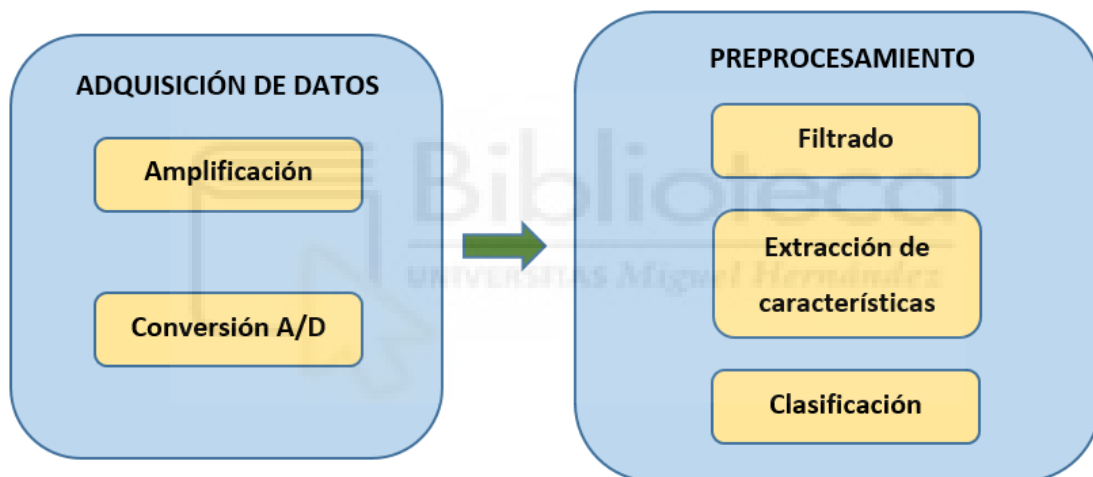 ADQUISICIÓN DE DATOS
Amplificación
Conversión A/D
PREPROCESAMIENTO
Filtrado
Extracción de
características
Clasificación
Biblioteca
UNIVERSITAS Miguel Hernández